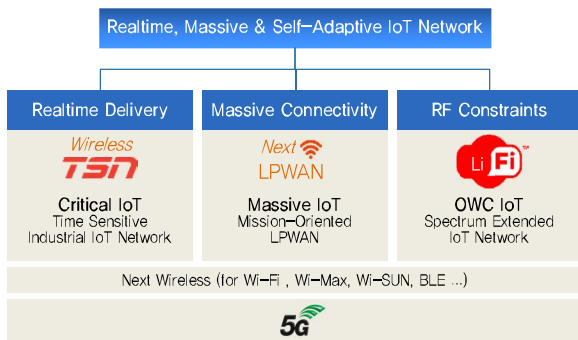 Realtime, Massive & Self-Adaptive IoT Network
Realtime Delivery
Massive Connectivity
RF Constraints
Wireless
TSN
Next
LPWAN
Li Fi™
Critical IoT
Time Sensitive
Industrial IoT Network
Massive IoT
Mission-Oriented
LPWAN
OWC IoT
Spectrum Extended
IoT Network
Next Wireless (for Wi-Fi , Wi-Max, Wi-SUN, BLE ...)
5G